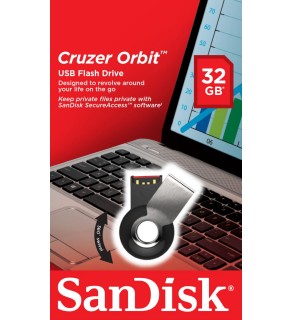 Cruzer Orbit™
USB Flash Drive
Designed to revolve around
your life on the go
Keep private files private with
SanDisk SecureAccess™ software¹
32
GB*
SanDisk®